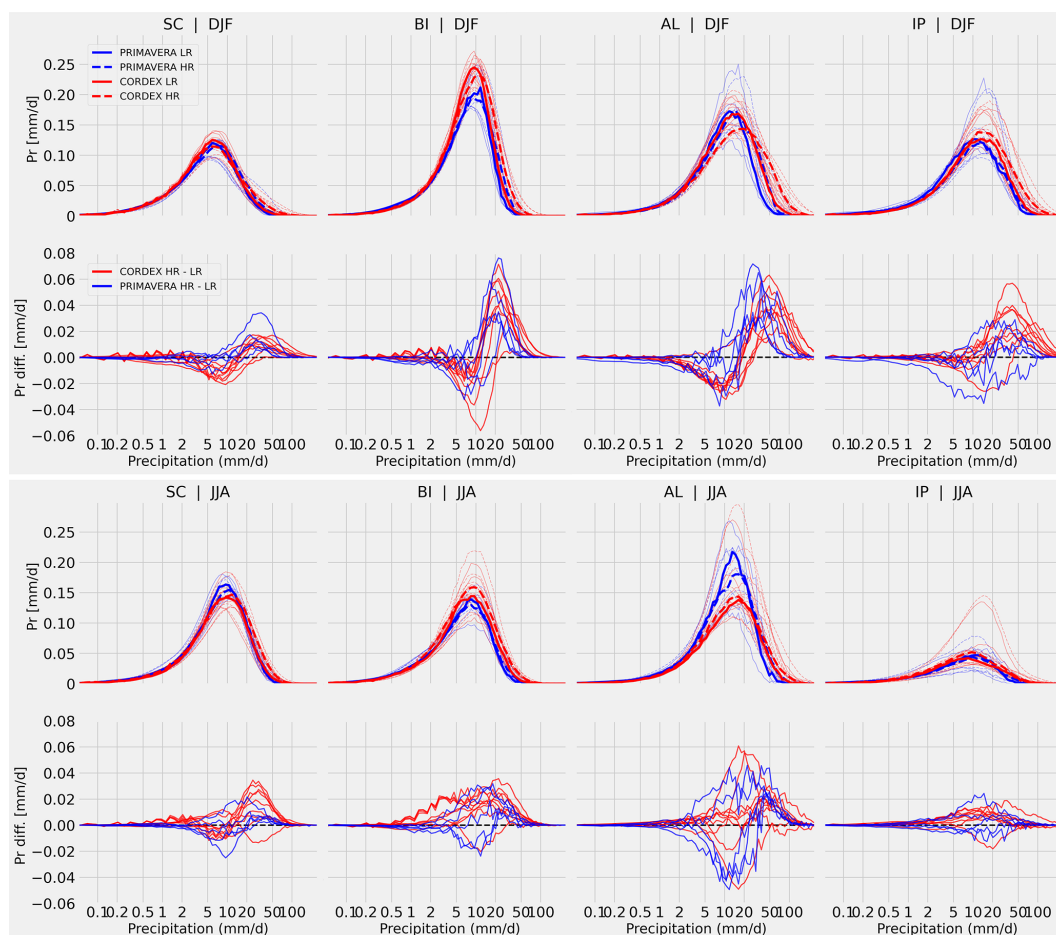 SC | DJF BI | DJF AL | DJF IP | DJF
PRIMAVERA LR
PRIMAVERA HR
CORDEX LR
CORDEX HR
Pr [mm/d]
0.25
0.20
0.15
0.10
0.05
0
CORDEX HR - LR
PRIMAVERA HR - LR
Pr diff. [mm/d]
0.08
0.06
0.04
0.02
0.00
−0.02
−0.04
−0.06
0.1 0.2 0.5 1 2 5 10 20 50 100 0.1 0.2 0.5 1 2 5 10 20 50 100 0.1 0.2 0.5 1 2 5 10 20 50 100 0.1 0.2 0.5 1 2 5 10 20 50 100
Precipitation (mm/d) Precipitation (mm/d) Precipitation (mm/d) Precipitation (mm/d)
SC | JJA BI | JJA AL | JJA IP | JJA
Pr [mm/d]
0.25
0.20
0.15
0.10
0.05
0
Pr diff. [mm/d]
0.08
0.06
0.04
0.02
0.00
−0.02
−0.04
−0.06
0.1 0.2 0.5 1 2 5 10 20 50 100 0.1 0.2 0.5 1 2 5 10 20 50 100 0.1 0.2 0.5 1 2 5 10 20 50 100 0.1 0.2 0.5 1 2 5 10 20 50 100
Precipitation (mm/d) Precipitation (mm/d) Precipitation (mm/d) Precipitation (mm/d)